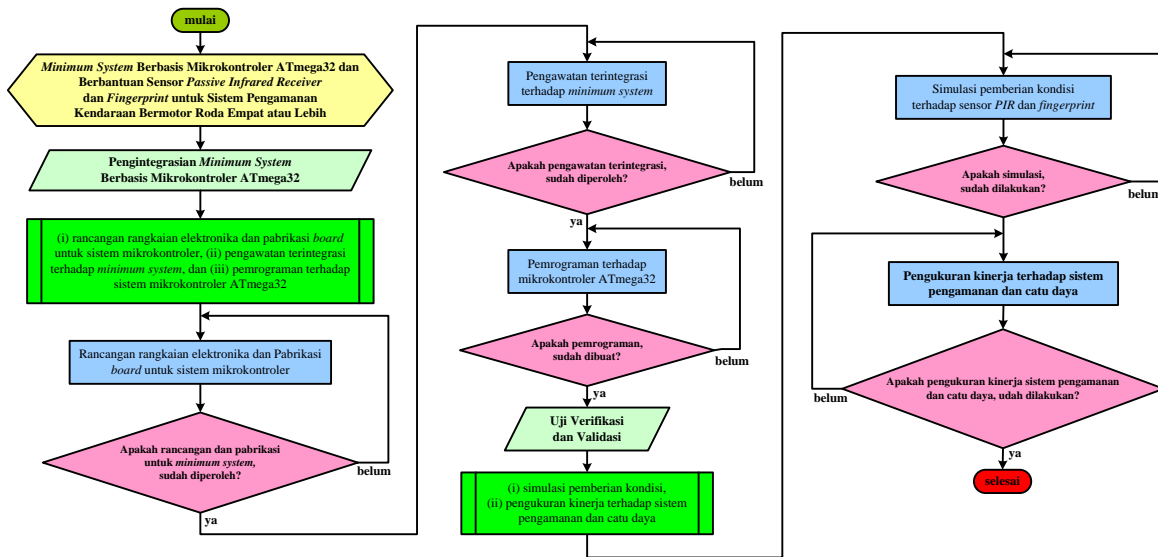 mulai
Minimum System Berbasis Mikrokontroler ATmega32 dan
Berbantuan Sensor Passive Infrared Receiver
dan Fingerprint untuk Sistem Pengamanan
Kendaraan Bermotor Roda Empat atau Lebih
Pengintegrasian Minimum System
Berbasis Mikrokontroler ATmega32
(i) rancangan rangkaian elektronika dan pabrikasi board
untuk sistem mikrokontroler, (ii) pengawatan terintegrasi
terhadap minimum system, dan (iii) pemrograman terhadap
sistem mikrokontroler ATmega32
Rancangan rangkaian elektronika dan Pabrikasi
board untuk sistem mikrokontroler
Apakah rancangan dan pabrikasi
untuk minimum system,
sudah diperoleh?
belum
ya
Pengawatan terintegrasi
terhadap minimum system
Apakah pengawatan terintegrasi,
sudah diperoleh?
belum
ya
Pemrograman terhadap
mikrokontroler ATmega32
Apakah pemrograman,
sudah dibuat?
belum
ya
Uji Verifikasi
dan Validasi
(i) simulasi pemberian kondisi,
(ii) pengukuran kinerja terhadap sistem
pengamanan dan catu daya
Simulasi pemberian kondisi
terhadap sensor PIR dan fingerprint
Apakah simulasi,
sudah dilakukan?
belum
Pengukuran kinerja terhadap sistem
pengamanan dan catu daya
Apakah pengukuran kinerja sistem pengamanan
dan catu daya, udah dilakukan?
belum
ya
selesai